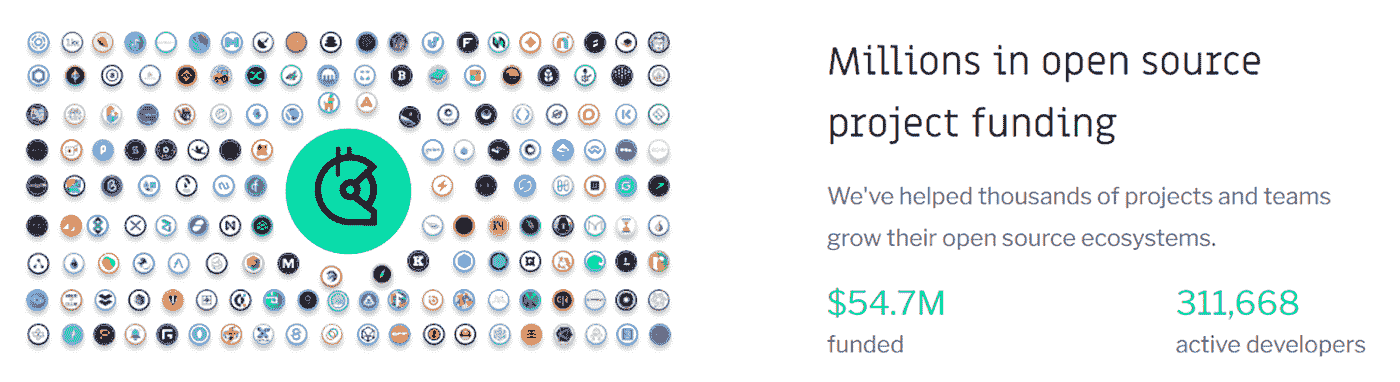 Millions in open source
project funding
We've helped thousands of projects and teams
grow their open source ecosystems.
$54.7M
311,668
funded
active developers